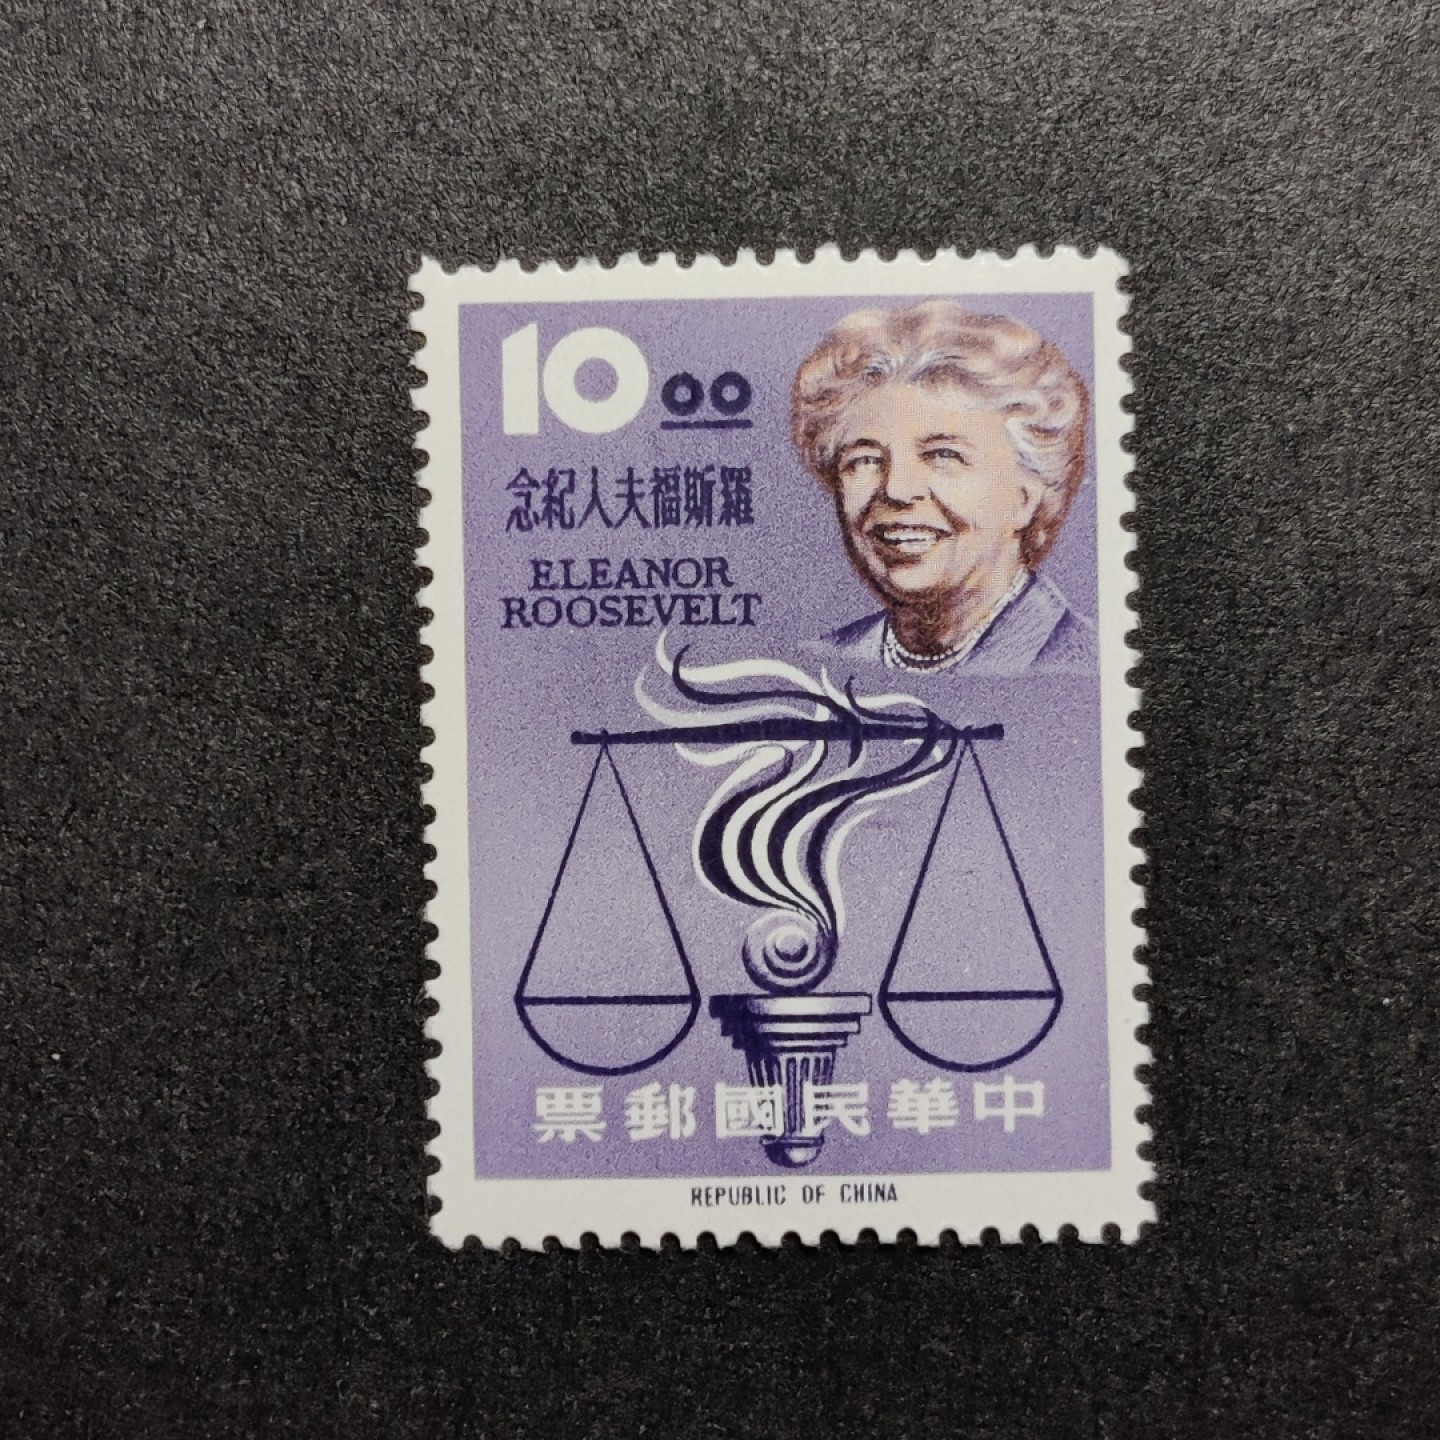 10 00
羅斯福夫人紀念
ELEANOR
ROOSEVELT
中華民國郵票
REPUBLIC OF CHINA